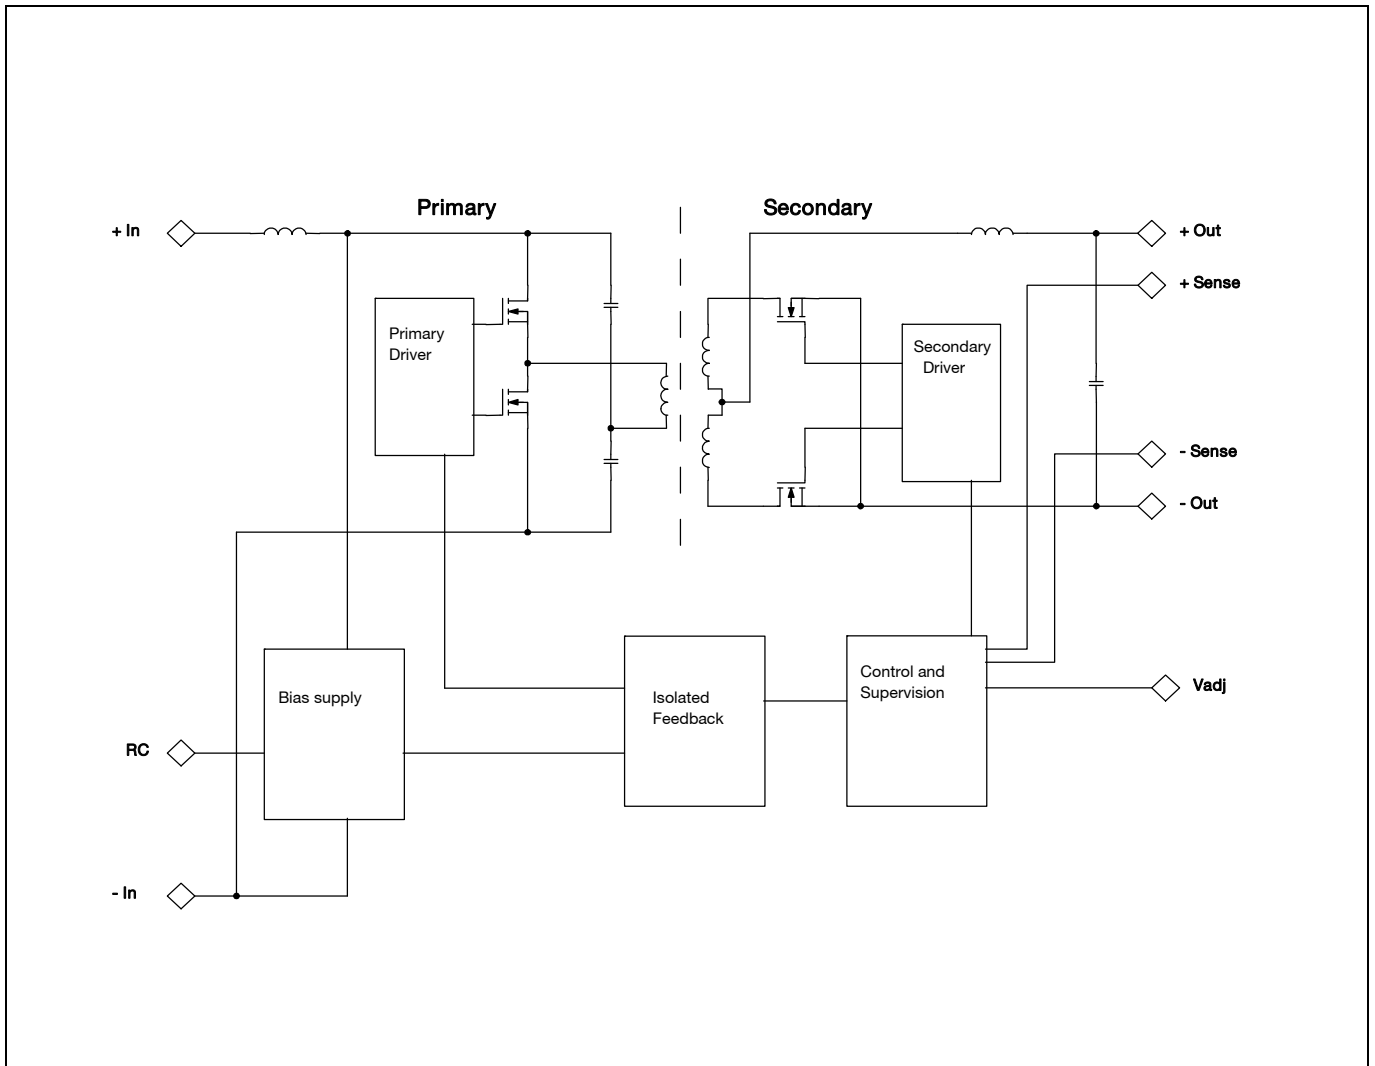 Primary
Secondary
+ In
+ Out
+ Sense
Primary
Driver
Secondary
Driver
- Sense
- Out
Bias supply
Isolated
Feedback
Control and
Supervision
Vadj
RC
- In